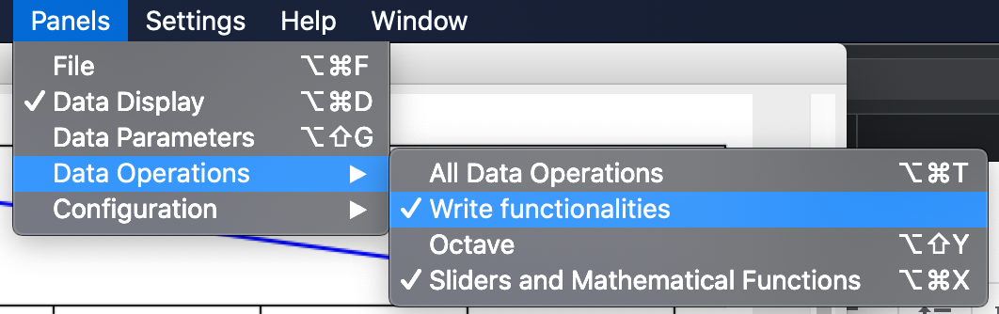 Panels Settings Help Window
File ⌥⌘F
✓ Data Display ⌥⌘D
Data Parameters ⌥⇧G
Data Operations ▶
Configuration ▶
All Data Operations ⌥⌘T
✓ Write functionalities
Octave ⌥⇧Y
✓ Sliders and Mathematical Functions ⌥⌘X